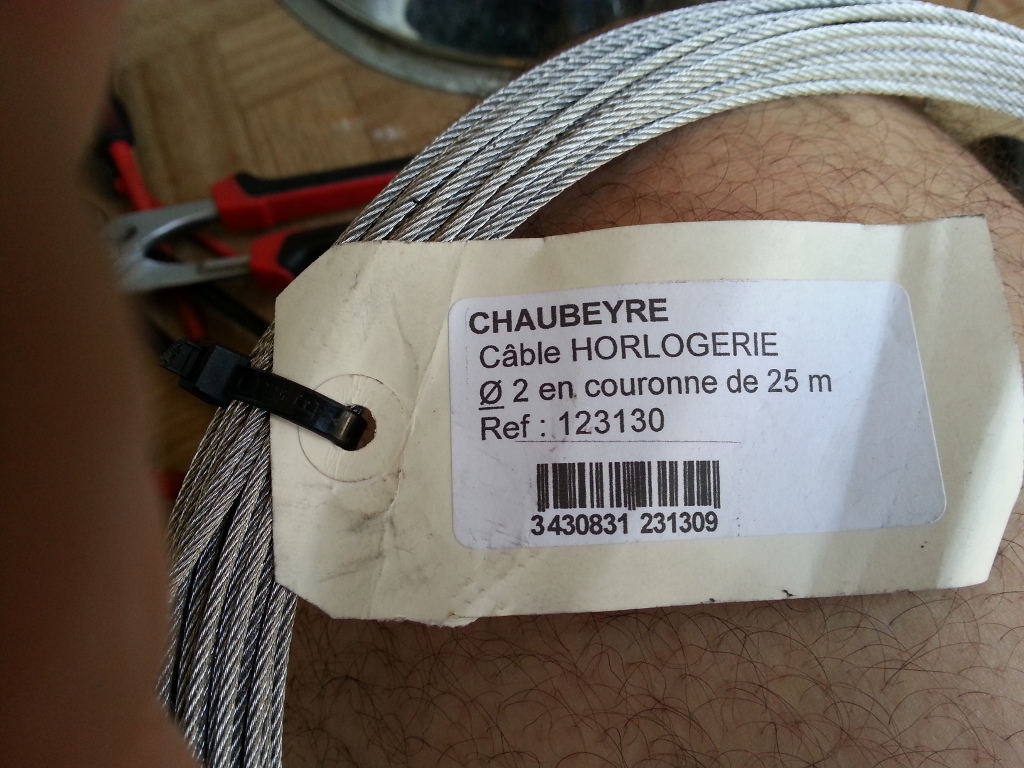 CHAUBEYRE
Câble HORLOGERIE
Ø 2 en couronne de 25 m
Ref : 123130
3430831 231309